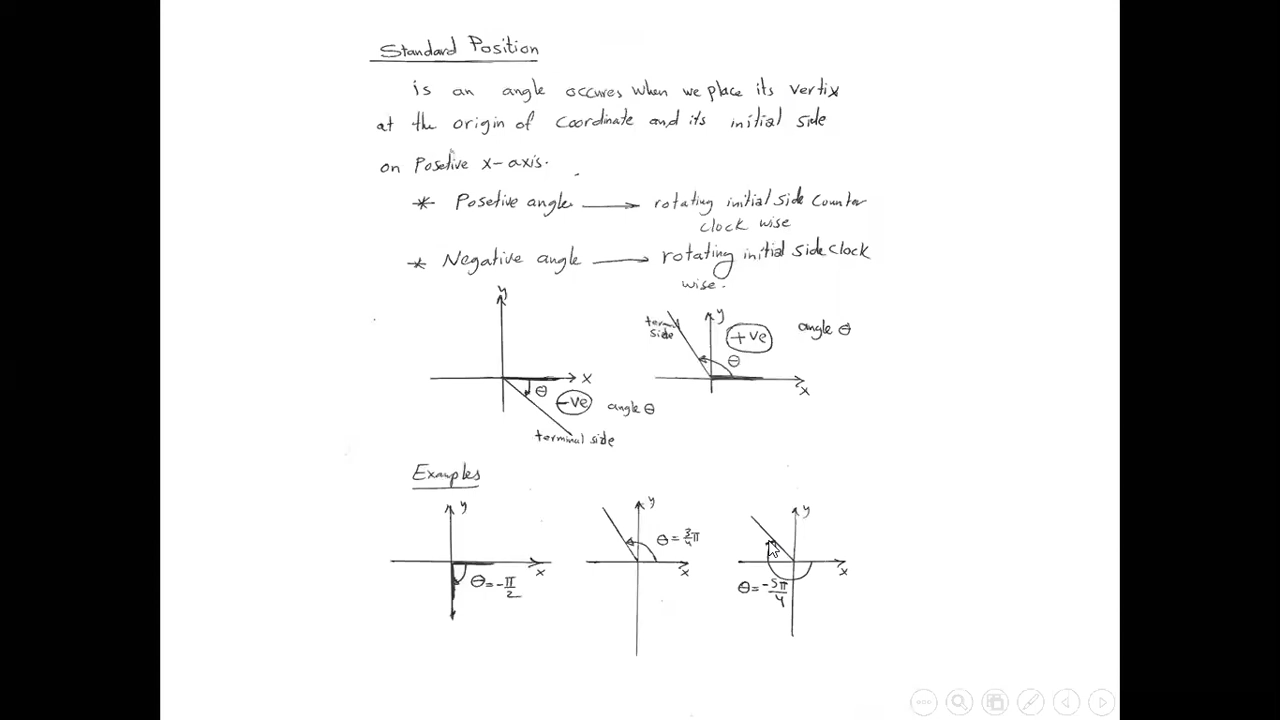 Standard Position
is an angle occures when we place its vertix
at the origin of coordinate and its initial side
on Posetive x-axis.
* Posetive angle → rotating initial side counter
clock wise
* Negative angle → rotating initial side clock
wise.
y
x
θ
-ve
angle θ
terminal side
y
term
side
+ve
angle θ
θ
x
Examples
y
x
θ = -π/2
y
θ = 3/4 π
x
y
x
θ = -5π/4